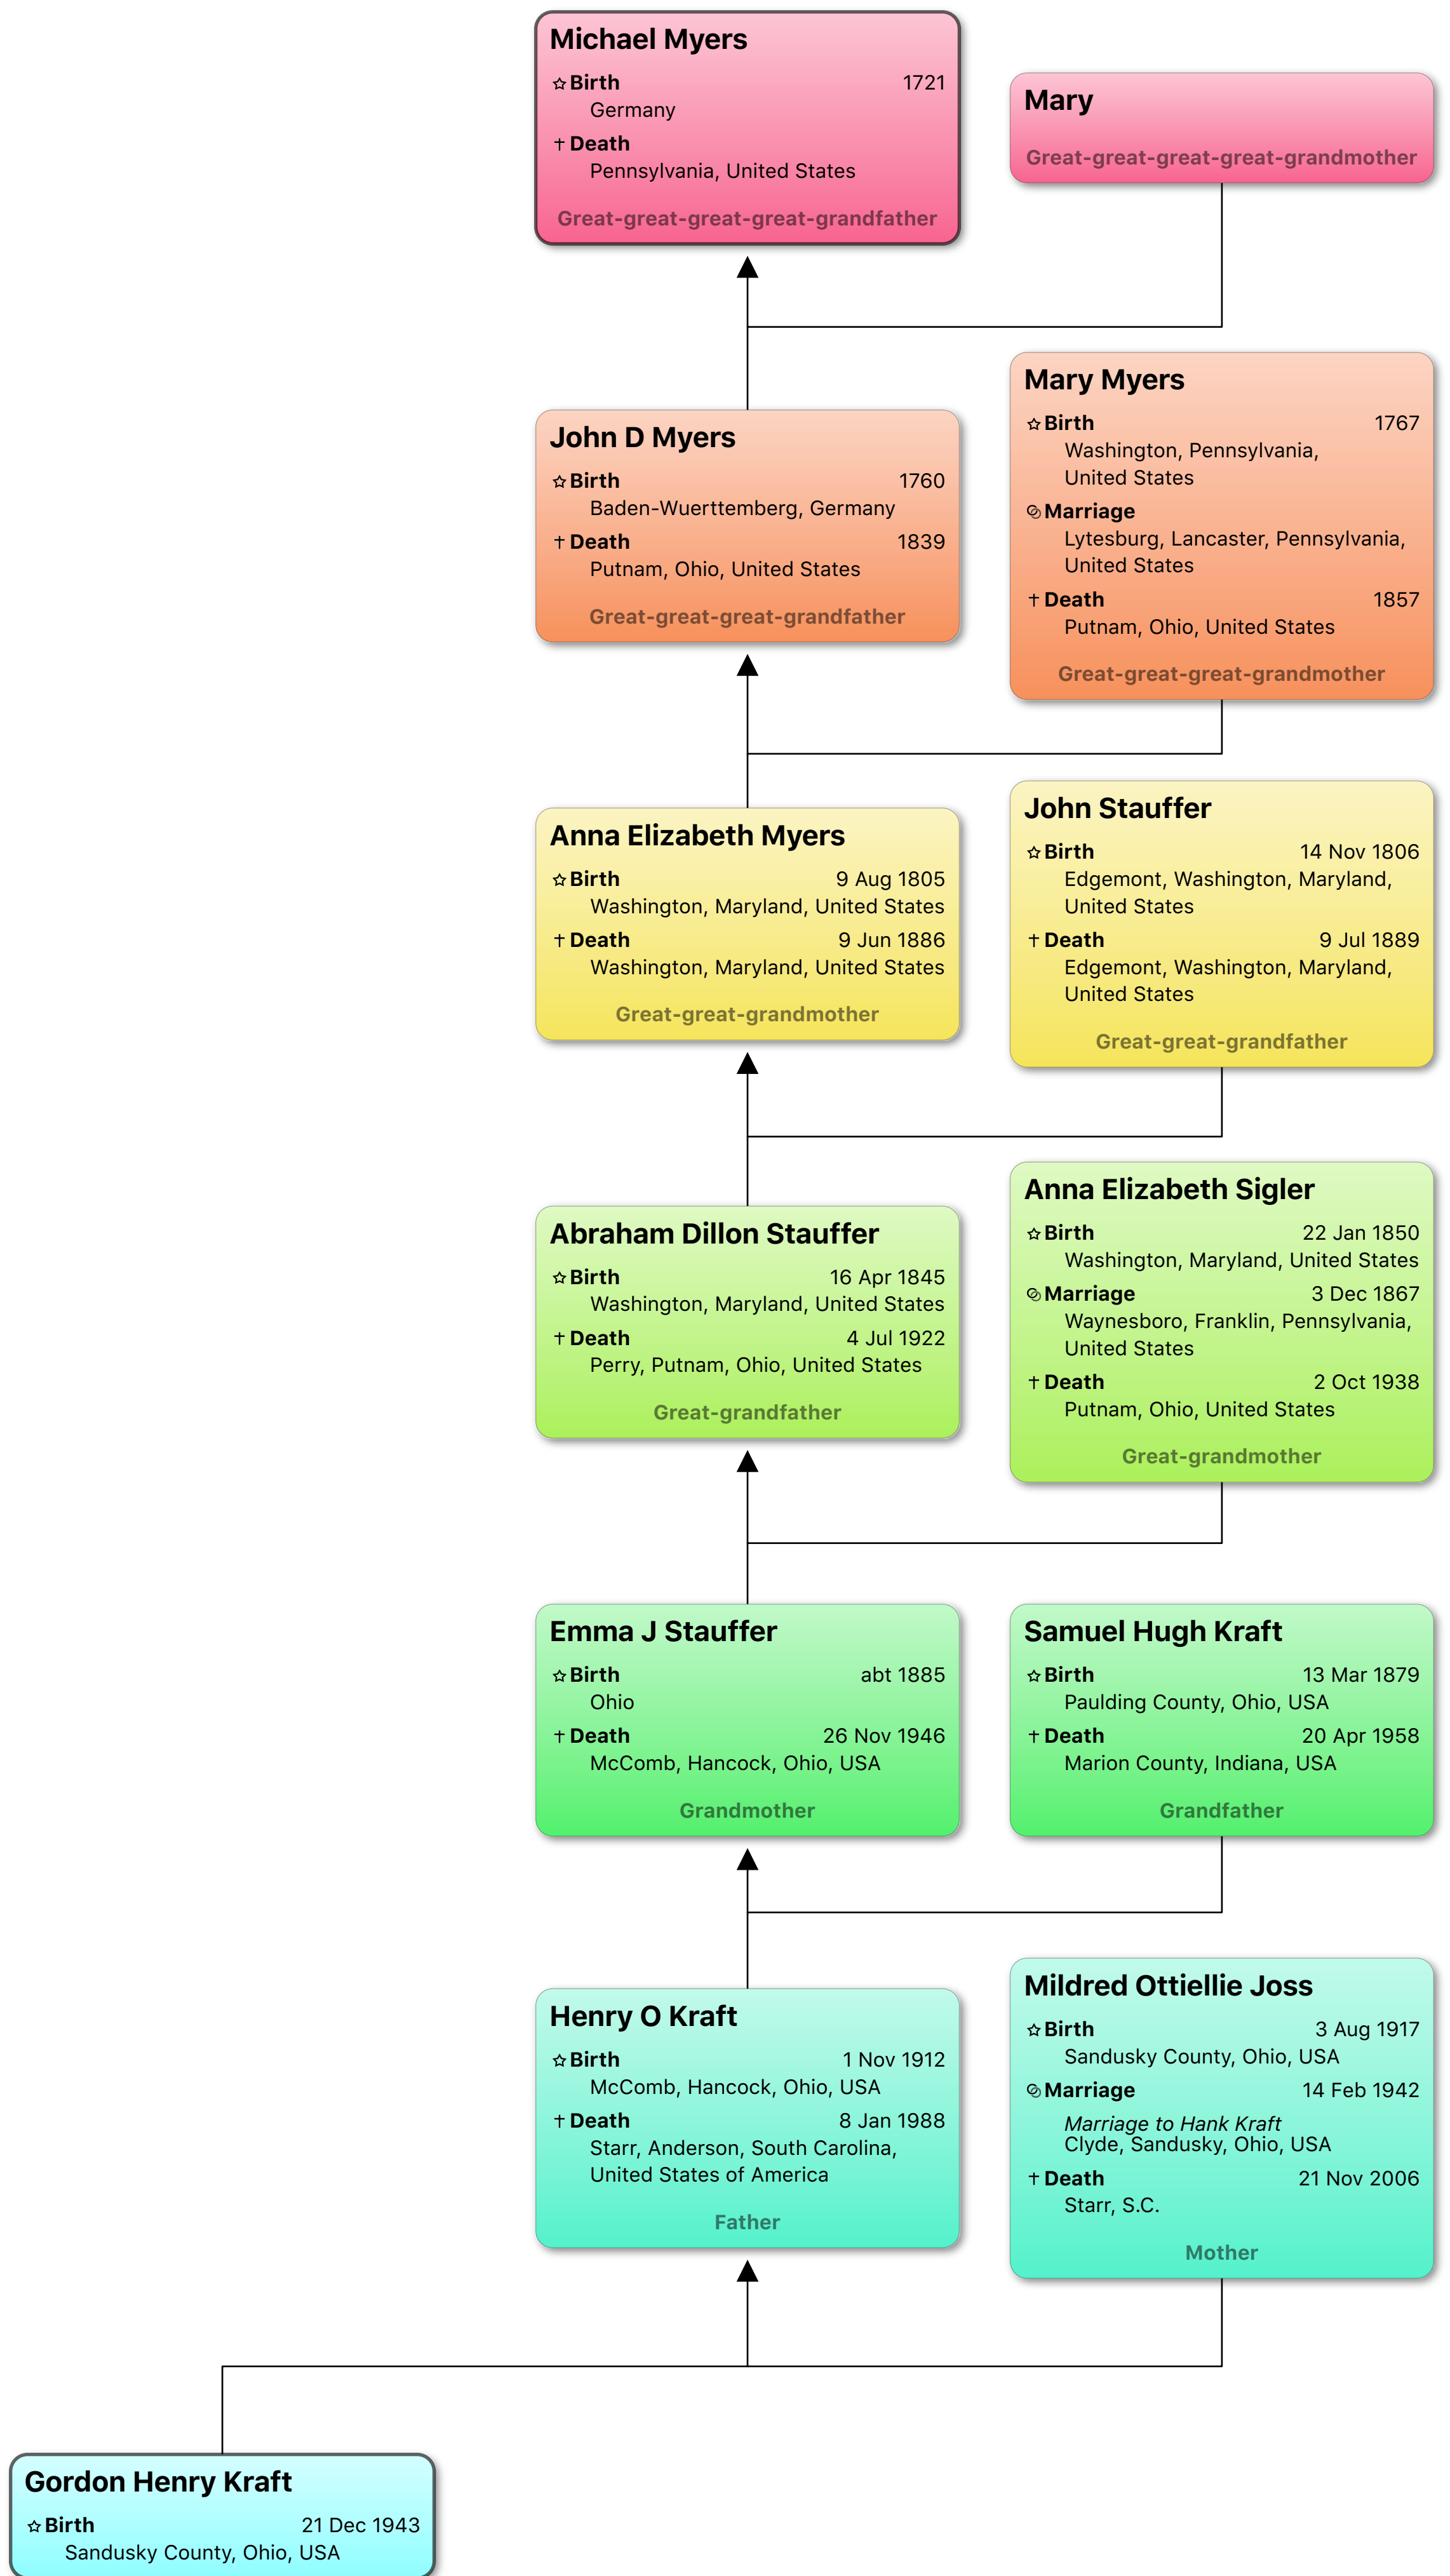 Michael Myers
☆ Birth 1721
Germany
† Death
Pennsylvania, United States
Great-great-great-great-grandfather
Mary
Great-great-great-great-grandmother
John D Myers
☆ Birth 1760
Baden-Wuerttemberg, Germany
† Death 1839
Putnam, Ohio, United States
Great-great-great-grandfather
Mary Myers
☆ Birth 1767
Washington, Pennsylvania,
United States
⚭ Marriage
Lytesburg, Lancaster, Pennsylvania,
United States
† Death 1857
Putnam, Ohio, United States
Great-great-great-grandmother
Anna Elizabeth Myers
☆ Birth 9 Aug 1805
Washington, Maryland, United States
† Death 9 Jun 1886
Washington, Maryland, United States
Great-great-grandmother
John Stauffer
☆ Birth 14 Nov 1806
Edgemont, Washington, Maryland,
United States
† Death 9 Jul 1889
Edgemont, Washington, Maryland,
United States
Great-great-grandfather
Abraham Dillon Stauffer
☆ Birth 16 Apr 1845
Washington, Maryland, United States
† Death 4 Jul 1922
Perry, Putnam, Ohio, United States
Great-grandfather
Anna Elizabeth Sigler
☆ Birth 22 Jan 1850
Washington, Maryland, United States
⚭ Marriage 3 Dec 1867
Waynesboro, Franklin, Pennsylvania,
United States
† Death 2 Oct 1938
Putnam, Ohio, United States
Great-grandmother
Emma J Stauffer
☆ Birth abt 1885
Ohio
† Death 26 Nov 1946
McComb, Hancock, Ohio, USA
Grandmother
Samuel Hugh Kraft
☆ Birth 13 Mar 1879
Paulding County, Ohio, USA
† Death 20 Apr 1958
Marion County, Indiana, USA
Grandfather
Henry O Kraft
☆ Birth 1 Nov 1912
McComb, Hancock, Ohio, USA
† Death 8 Jan 1988
Starr, Anderson, South Carolina,
United States of America
Father
Mildred Ottiellie Joss
☆ Birth 3 Aug 1917
Sandusky County, Ohio, USA
⚭ Marriage 14 Feb 1942
Marriage to Hank Kraft
Clyde, Sandusky, Ohio, USA
† Death 21 Nov 2006
Starr, S.C.
Mother
Gordon Henry Kraft
☆ Birth 21 Dec 1943
Sandusky County, Ohio, USA